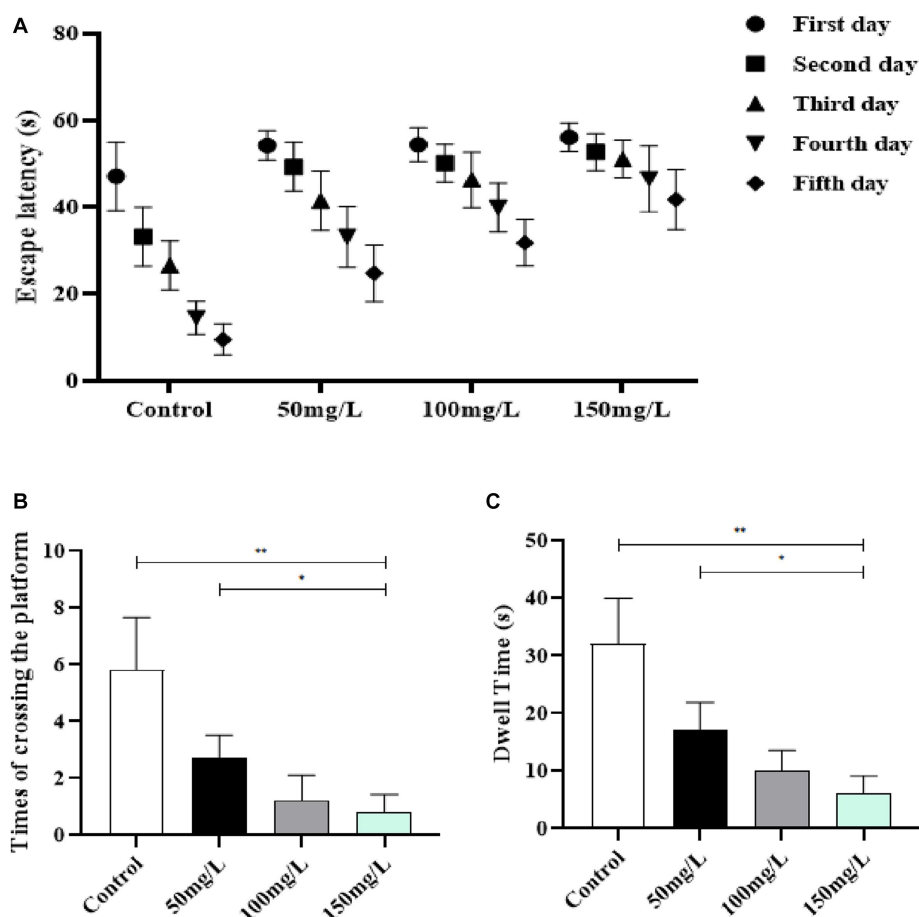 A
80
60
40
20
0
Escape latency (s)
Control
50mg/L
100mg/L
150mg/L
First day
Second day
Third day
Fourth day
Fifth day
B
10
8
6
4
2
0
Times of crossing the platform
**
*
Control
50mg/L
100mg/L
150mg/L
C
50
40
30
20
10
0
Dwell Time (s)
**
*
Control
50mg/L
100mg/L
150mg/L